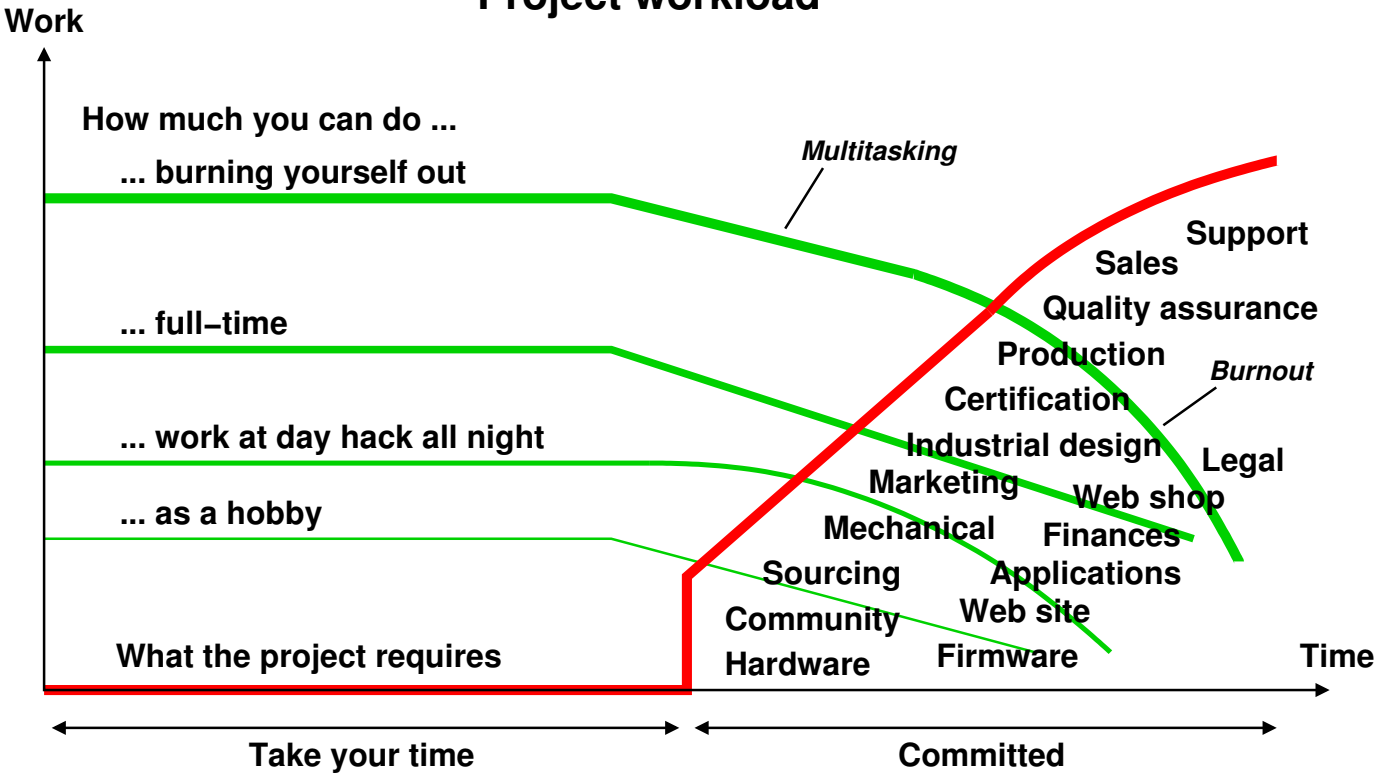 Project workload
Work
How much you can do ...
... burning yourself out
Multitasking
Support
Sales
Quality assurance
... full–time
Production
Burnout
Certification
... work at day hack all night
Industrial design
Legal
Marketing
Web shop
... as a hobby
Mechanical
Finances
Sourcing
Applications
Community
Web site
What the project requires
Hardware
Firmware
Time
Take your time
Committed